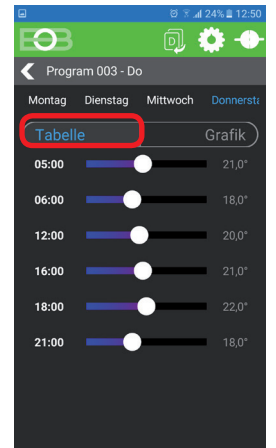 24% 12:50
EOB
D
Program 003 - Do
Montag Dienstag Mittwoch Donnersta
Tabelle Grafik
05:00 21,0°
06:00 18,0°
12:00 20,0°
16:00 21,0°
18:00 22,0°
21:00 18,0°